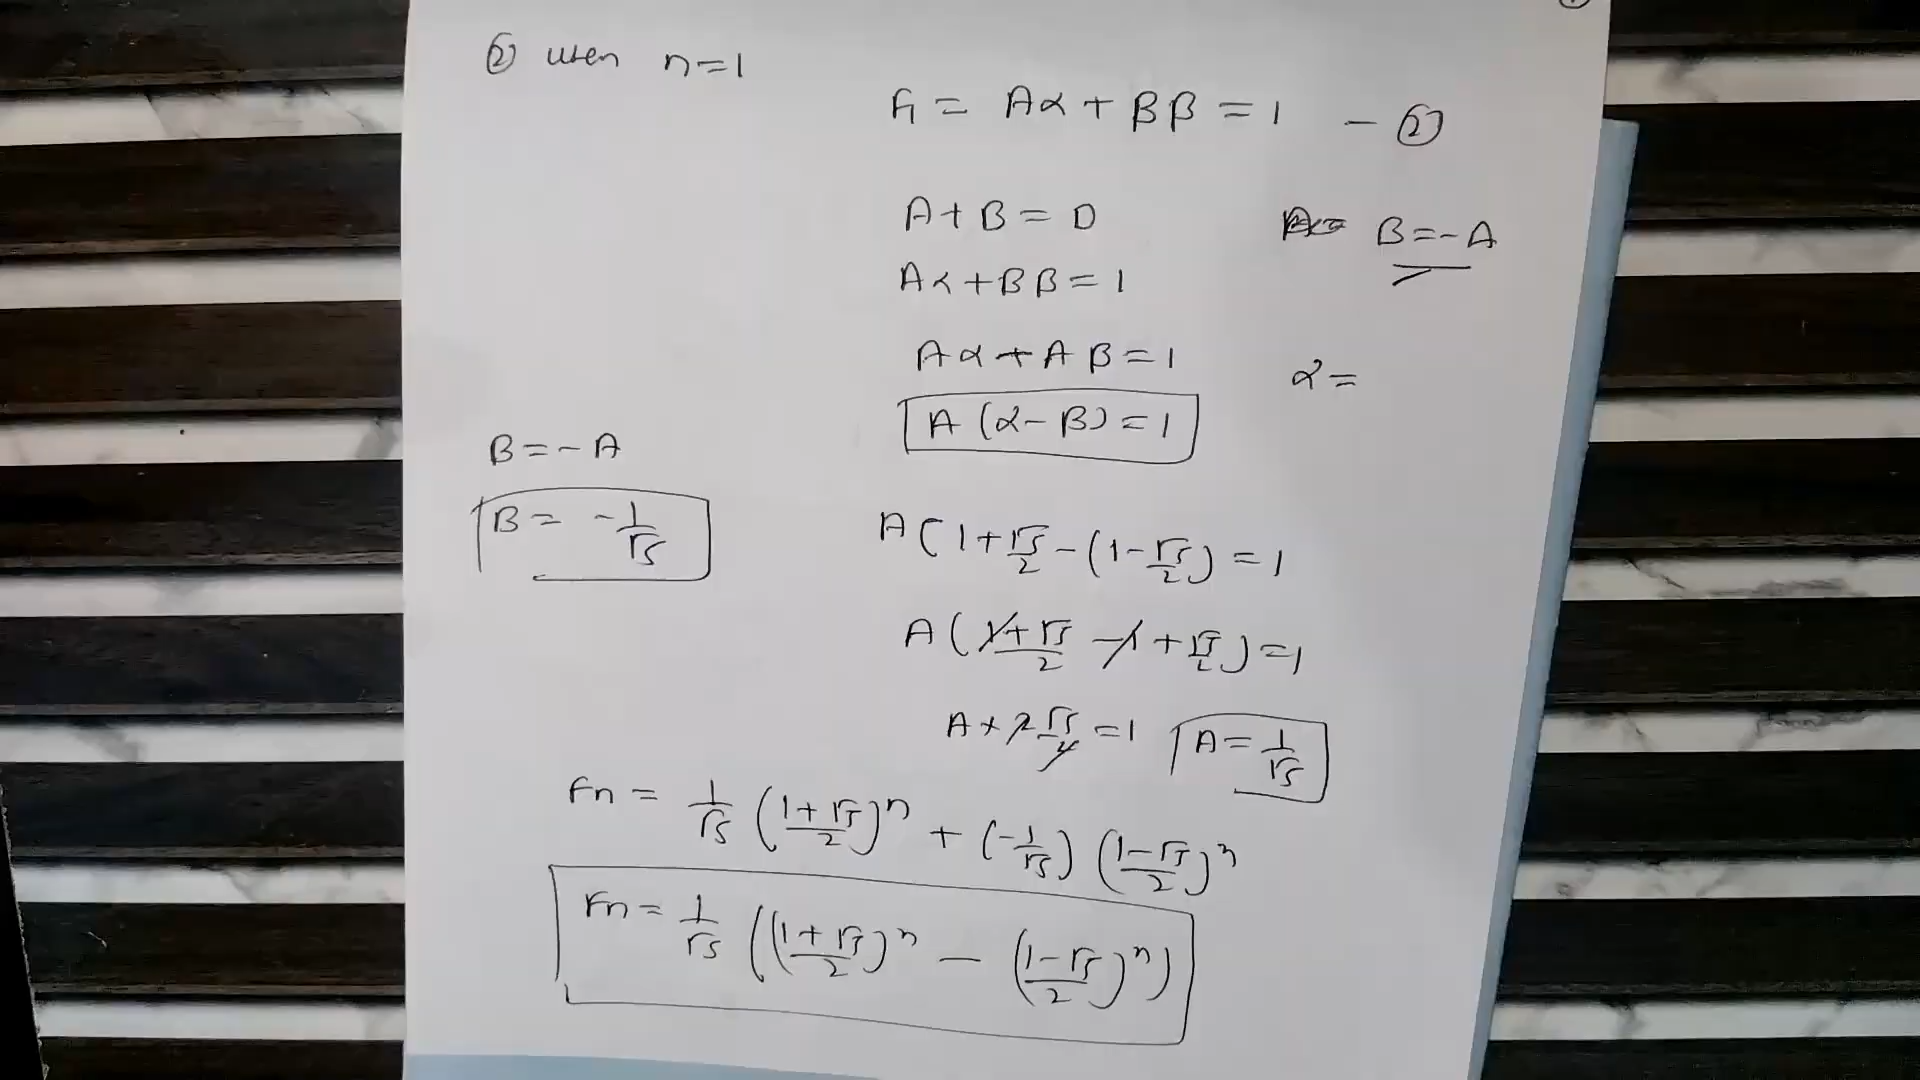 ② when n=1
F₁ = Aα + Bβ = 1 - ②
A + B = 0 B = -A
Aα + Bβ = 1
Aα + Aβ = 1 α =
A (α - β) = 1
B = -A
B = -1/√5
A(1+√5/2 - (1-√5/2) = 1
A(1+√5/2 - 1 + √5/2) = 1
A × 2√5/2 = 1 A = 1/√5
Fn = 1/√5 (1+√5/2)ⁿ + (-1/√5) (1-√5/2)ⁿ
Fn = 1/√5 ((1+√5/2)ⁿ - (1-√5/2)ⁿ)